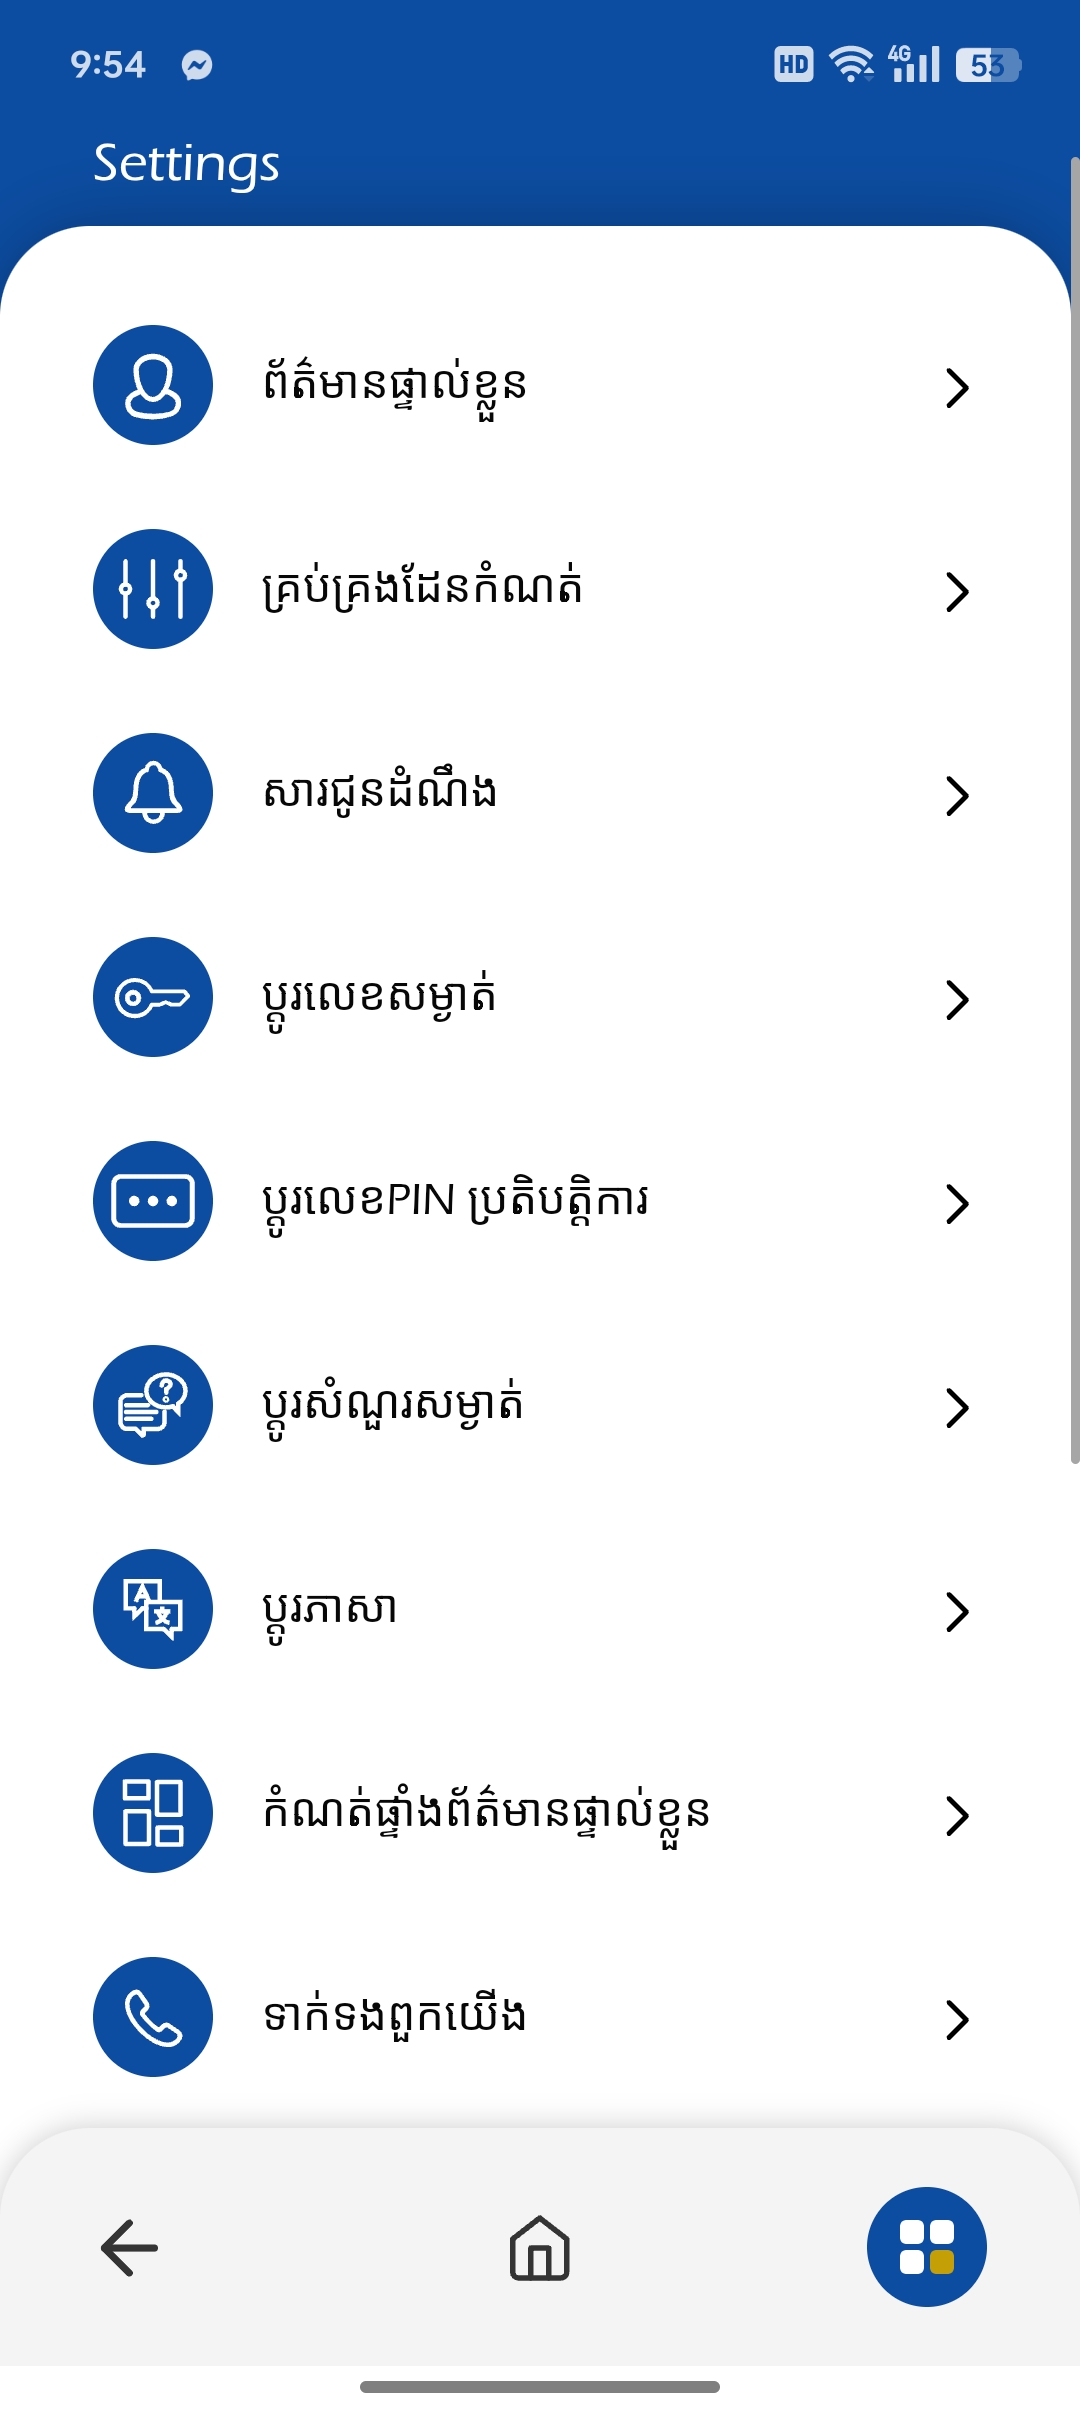 9:54
HD
4G
53
Settings
ព័ត៌មានផ្ទាល់ខ្លួន
គ្រប់គ្រងដែនកំណត់
សារជូនដំណឹង
ប្តូរលេខសម្ងាត់
ប្តូរលេខPIN ប្រតិបត្តិការ
ប្តូរសំណួរសម្ងាត់
ប្តូរភាសា
កំណត់ផ្ទាំងព័ត៌មានផ្ទាល់ខ្លួន
ទាក់ទងពួកយើង